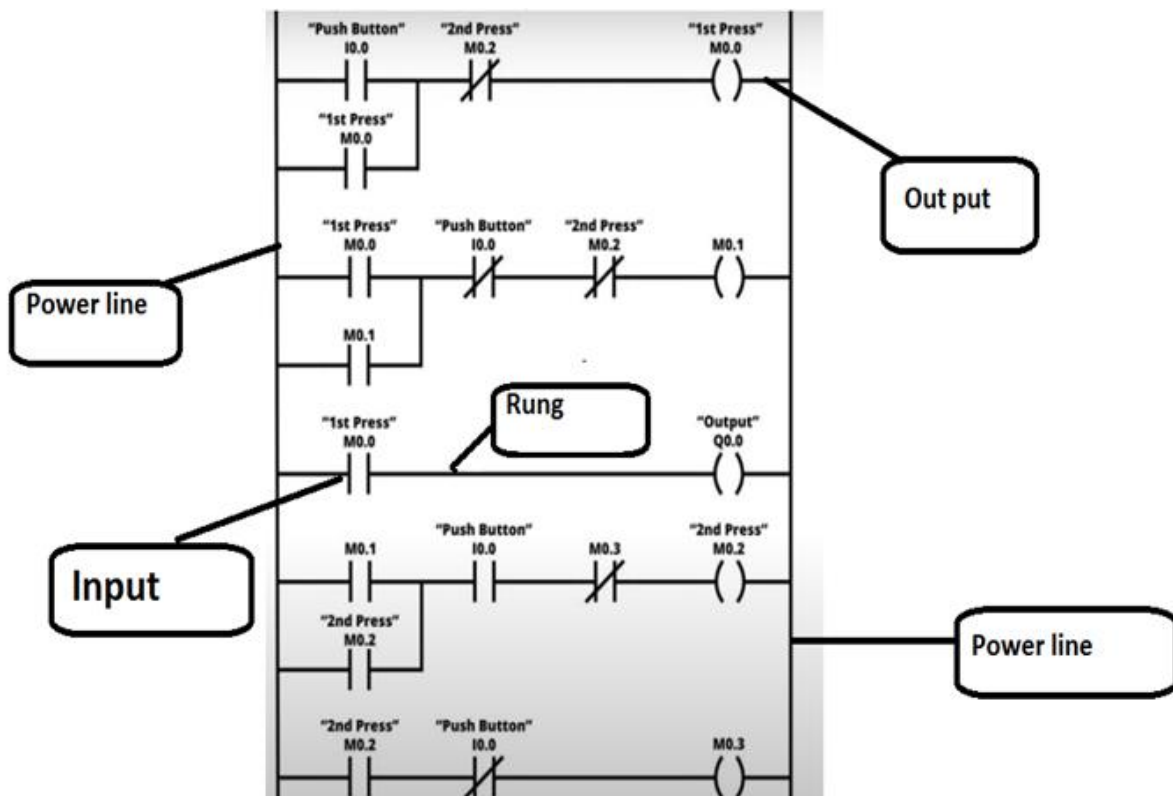 "Push Button" "2nd Press" "1st Press"
I0.0 M0.2 M0.0
"1st Press"
M0.0
Out put
"1st Press" "Push Button" "2nd Press"
M0.0 I0.0 M0.2 M0.1
Power line
M0.1
Rung
"1st Press" "Output"
M0.0 Q0.0
"Push Button" "2nd Press"
M0.1 I0.0 M0.3 M0.2
Input
"2nd Press"
M0.2
Power line
"2nd Press" "Push Button"
M0.2 I0.0 M0.3